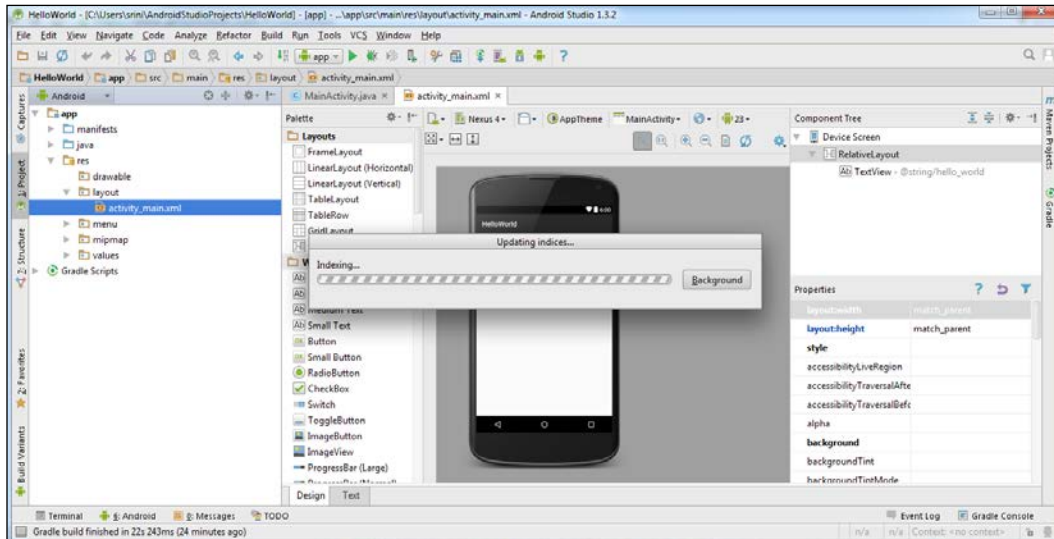 HelloWorld - [C:\Users\srini\AndroidStudioProjects\HelloWorld] - [app] - ...\app\src\main\res\layout\activity_main.xml - Android Studio 1.3.2
File Edit View Navigate Code Analyze Refactor Build Run Tools VCS Window Help
app
HelloWorld app src main res layout activity_main.xml
Captures
1: Project
2: Structure
2: Favorites
Build Variants
Android
app
manifests
java
res
drawable
layout
activity_main.xml
menu
mipmap
values
Gradle Scripts
MainActivity.java
activity_main.xml
Palette
Layouts
FrameLayout
LinearLayout (Horizontal)
LinearLayout (Vertical)
TableLayout
TableRow
GridLayout
Small Text
Button
Small Button
RadioButton
CheckBox
Switch
ToggleButton
ImageButton
ImageView
ProgressBar (Large)
Design Text
Nexus 4 AppTheme MainActivity 23
HelloWorld
6:00
Updating indices...
Indexing...
Background
Component Tree
Device Screen
RelativeLayout
Ab TextView - @string/hello_world
Properties
layout:width match_parent
layout:height match_parent
style
accessibilityLiveRegion
accessibilityTraversalAfte
accessibilityTraversalBefo
alpha
background
backgroundTint
backgroundTintMode
Maven Projects
Gradle
Terminal 6: Android 0: Messages TODO
Event Log Gradle Console
Gradle build finished in 22s 243ms (24 minutes ago)
n/a n/a Context: <no context>